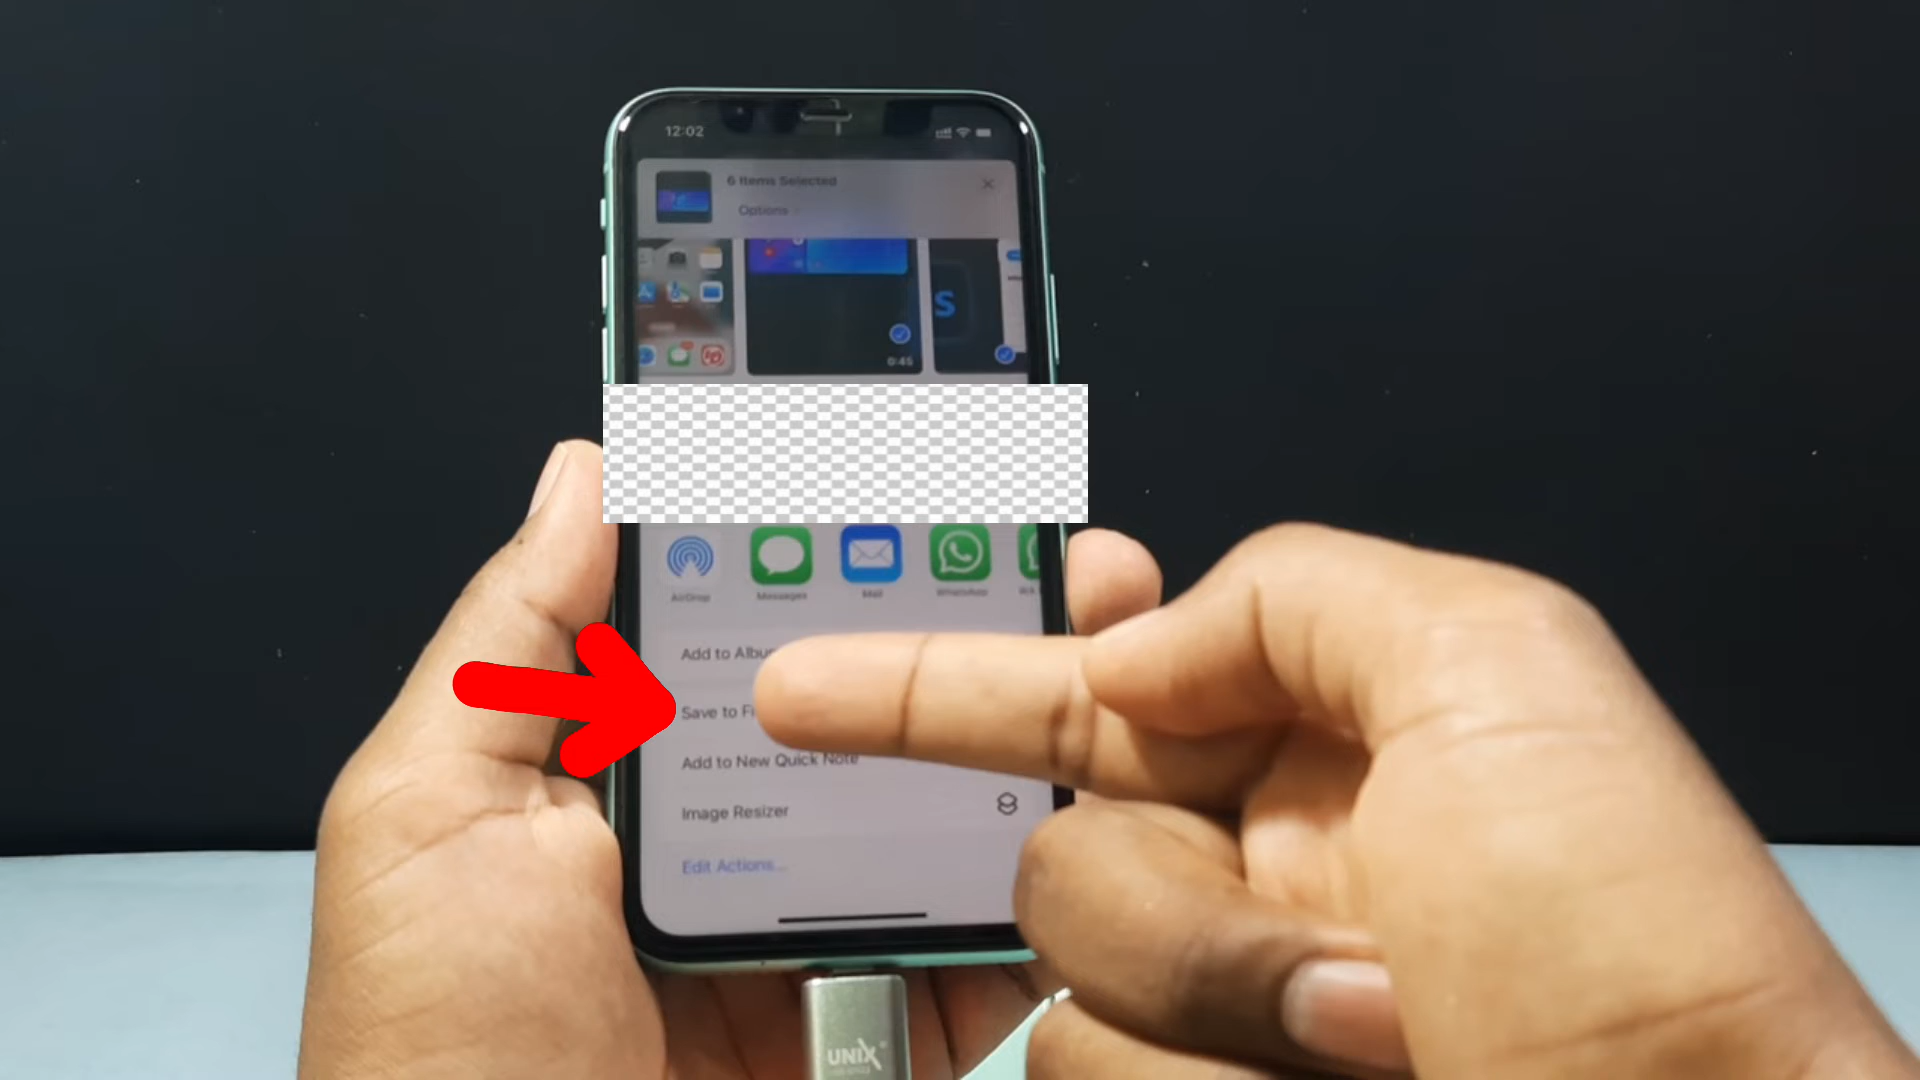 12:02
6 Items Selected
Options
S
0:45
AirDrop
Messages
Mail
WhatsApp
WA
Add to Albu
Save to Fi
Add to New Quick Note
Image Resizer
Edit Actions...
UNIX